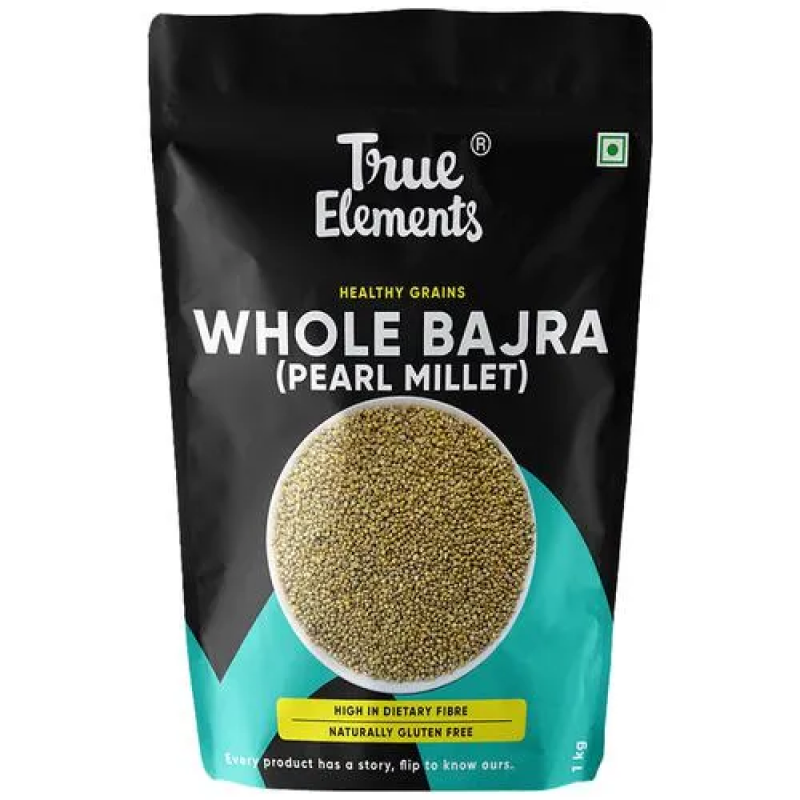 True ®
Elements
HEALTHY GRAINS
WHOLE BAJRA
(PEARL MILLET)
HIGH IN DIETARY FIBRE
NATURALLY GLUTEN FREE
Every product has a story, flip to know ours.
1 kg